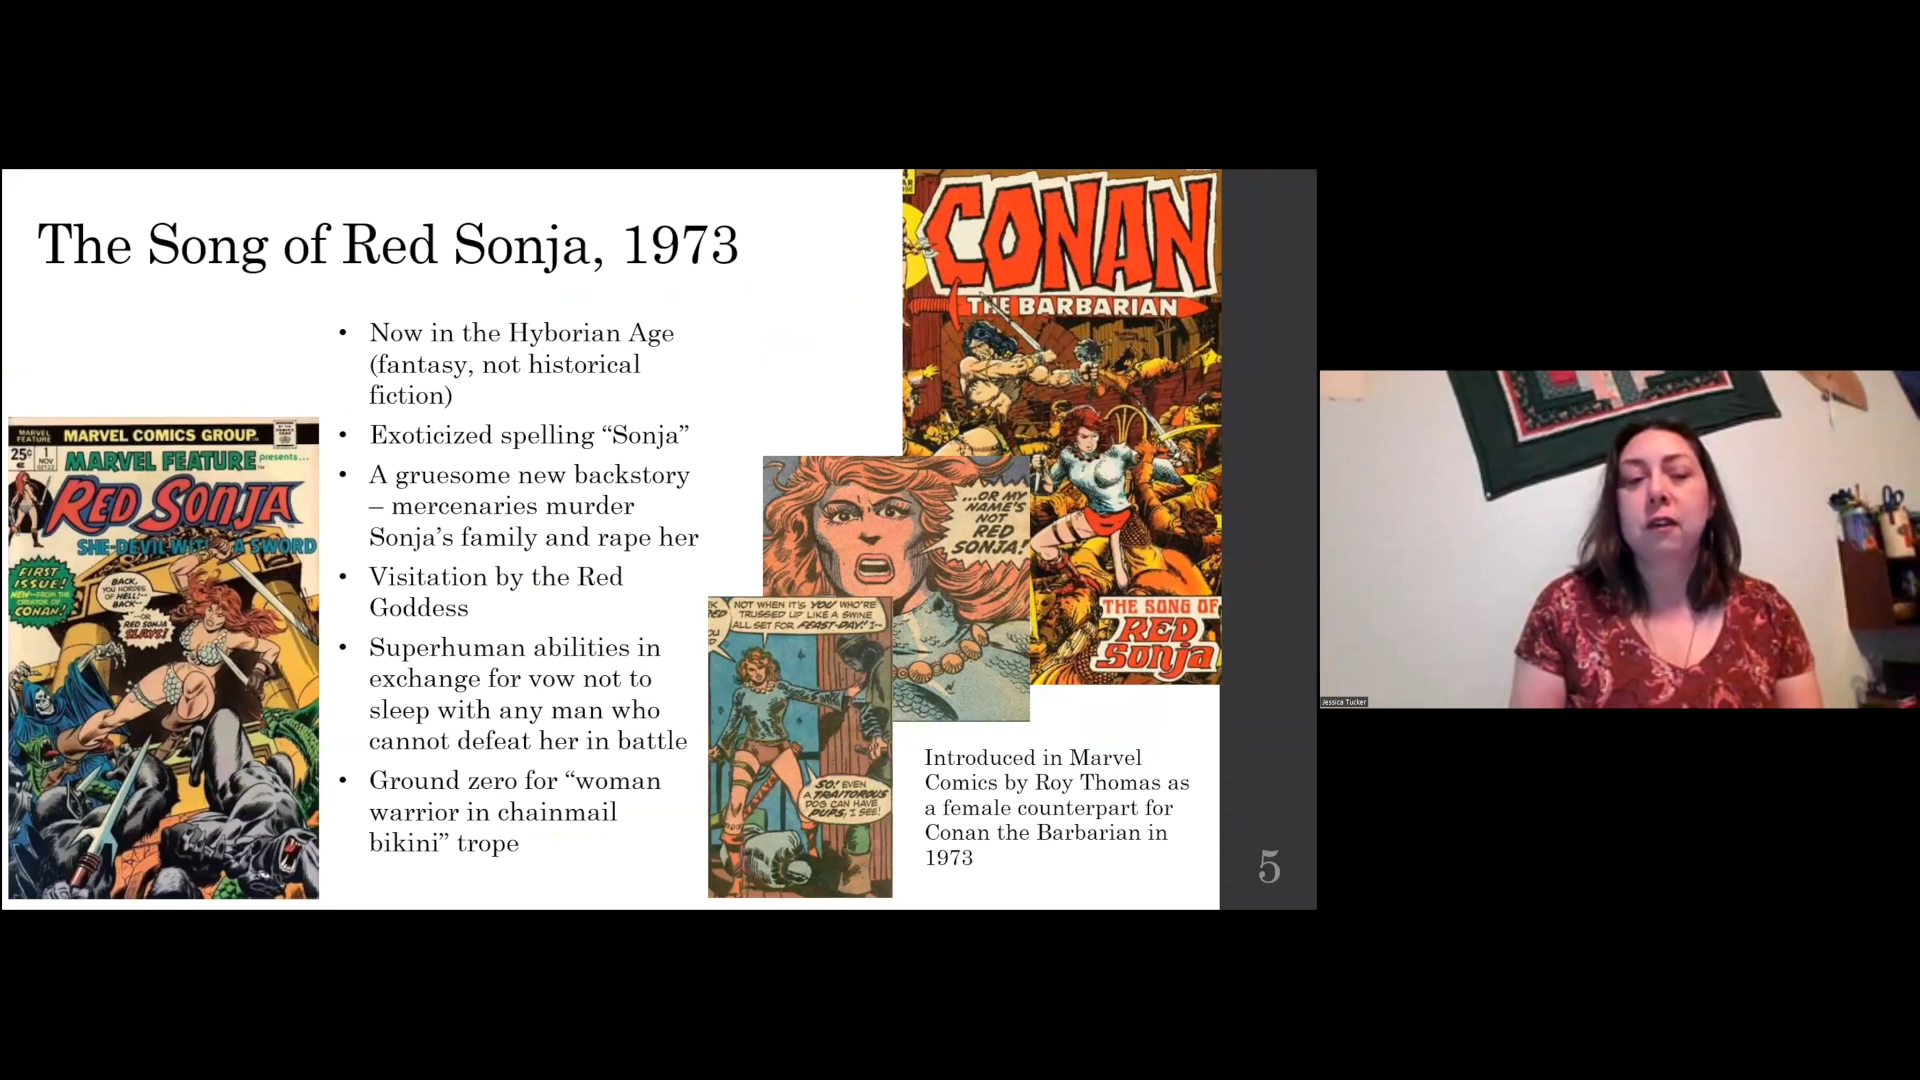 The Song of Red Sonja, 1973
• Now in the Hyborian Age
(fantasy, not historical
fiction)
• Exoticized spelling “Sonja”
• A gruesome new backstory
– mercenaries murder
Sonja’s family and rape her
• Visitation by the Red
Goddess
• Superhuman abilities in
exchange for vow not to
sleep with any man who
cannot defeat her in battle
• Ground zero for “woman
warrior in chainmail
bikini” trope
MARVEL
FEATURE
MARVEL COMICS GROUP
25¢
1
NOV
02122
MARVEL FEATURE presents...
RED SONJA
SHE-DEVIL WITH A SWORD
FIRST
ISSUE!
NEW—FROM THE
CREATOR OF
CONAN!
BACK,
YOU HORDES
OF HELL!--
BACK--
--OR
RED SONJA
SLAYS!
CONAN
THE BARBARIAN
THE SONG OF
RED
Sonja
...OR MY
NAME'S
NOT
RED
SONJA!
NOT WHEN IT'S YOU WHO'RE
TRUSSED UP LIKE A SWINE
ALL SET FOR FEAST-DAY!I--
SO! EVEN
A TRAITOROUS
DOG CAN HAVE
PUPS, I SEE!
Introduced in Marvel
Comics by Roy Thomas as
a female counterpart for
Conan the Barbarian in
1973
5
Jessica Tucker